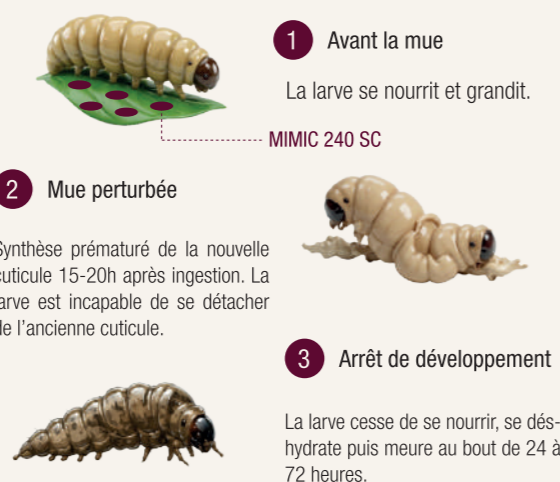 1 Avant la mue
La larve se nourrit et grandit.
MIMIC 240 SC
2 Mue perturbée
Synthèse prématuré de la nouvelle
cuticule 15-20h après ingestion. La
larve est incapable de se détacher
de l'ancienne cuticule.
3 Arrêt de développement
La larve cesse de se nourrir, se dés-
hydrate puis meure au bout de 24 à
72 heures.